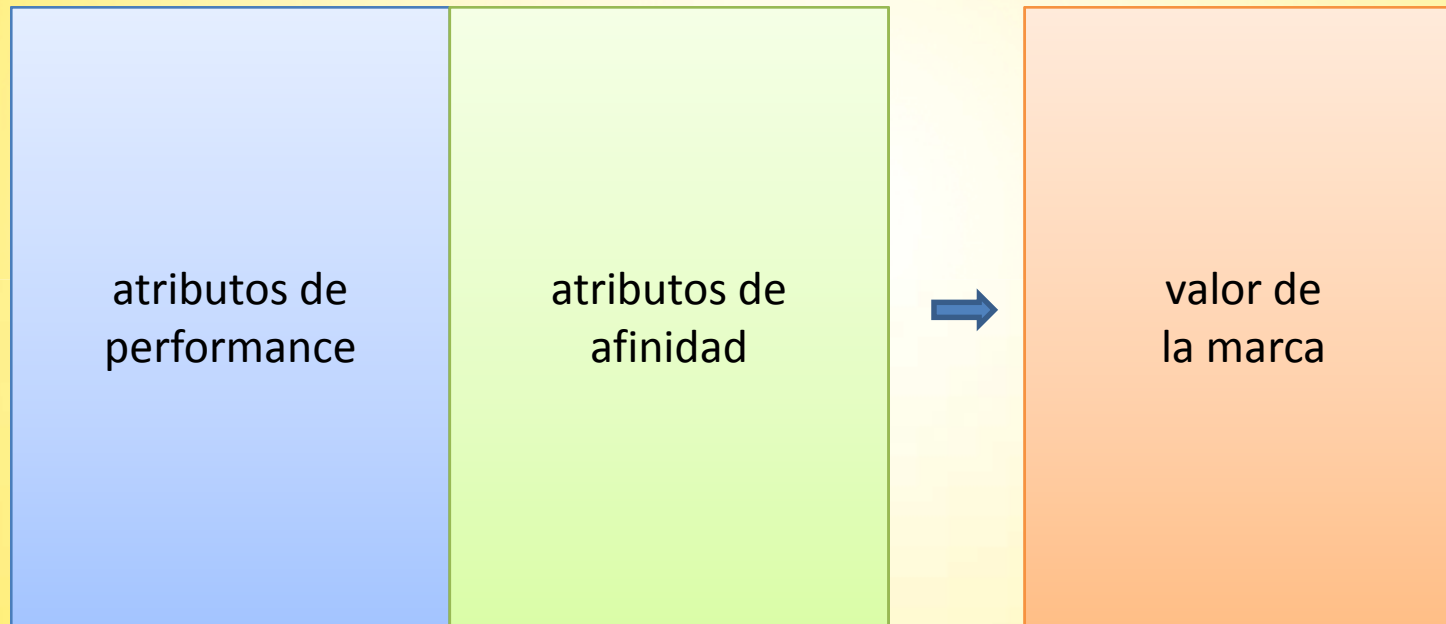 atributos de
performance
atributos de
afinidad
valor de
la marca